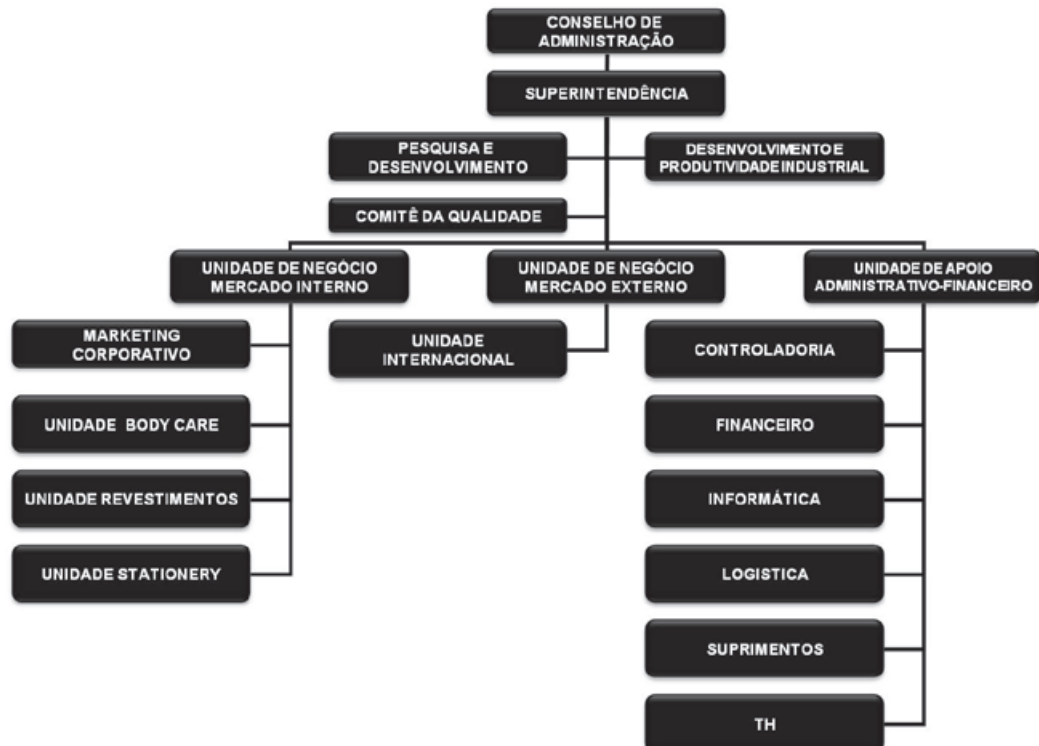 CONSELHO DE
ADMINISTRAÇÃO
SUPERINTENDÊNCIA
PESQUISA E
DESENVOLVIMENTO
DESENVOLVIMENTO E
PRODUTIVIDADE INDUSTRIAL
COMITÊ DA QUALIDADE
UNIDADE DE NEGÓCIO
MERCADO INTERNO
UNIDADE DE NEGÓCIO
MERCADO EXTERNO
UNIDADE DE APOIO
ADMINISTRATIVO-FINANCEIRO
MARKETING
CORPORATIVO
UNIDADE BODY CARE
UNIDADE REVESTIMENTOS
UNIDADE STATIONERY
UNIDADE
INTERNACIONAL
CONTROLADORIA
FINANCEIRO
INFORMÁTICA
LOGISTICA
SUPRIMENTOS
TH